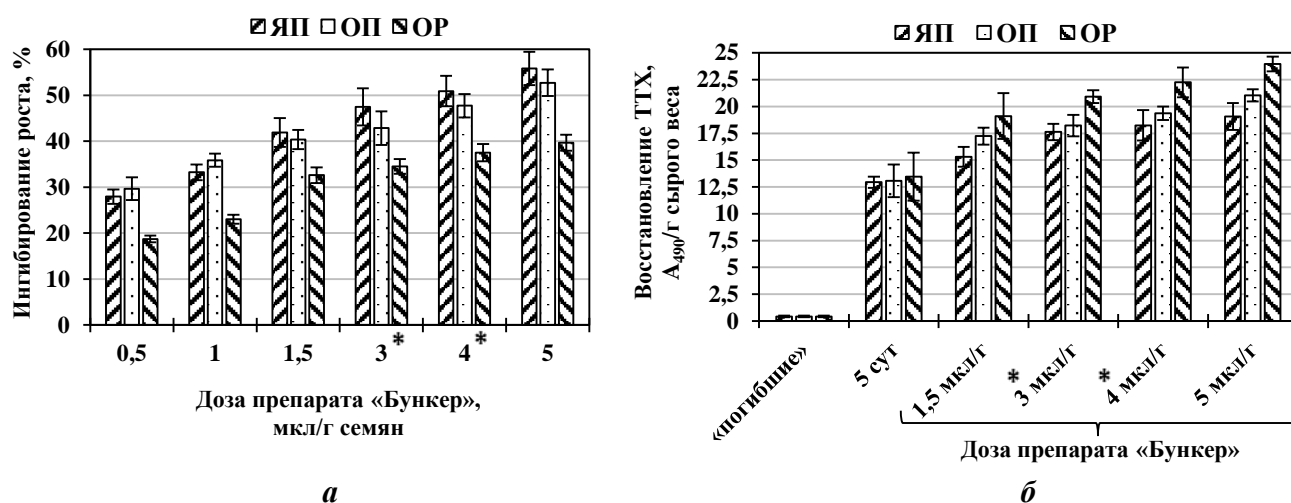 ЯП ОП ОР
Ингибирование роста, %
60
50
40
30
20
10
0
0,5 1 1,5 3 * 4 * 5
Доза препарата «Бункер»,
мкл/г семян
а
ЯП ОП ОР
Восстановление ТТХ,
A490/г сырого веса
22,5
25
20
17,5
15
12,5
10
7,5
5
2,5
0
«погибшие» 5 сут 1,5 мкл/г * 3 мкл/г * 4 мкл/г 5 мкл/г
Доза препарата «Бункер»
б